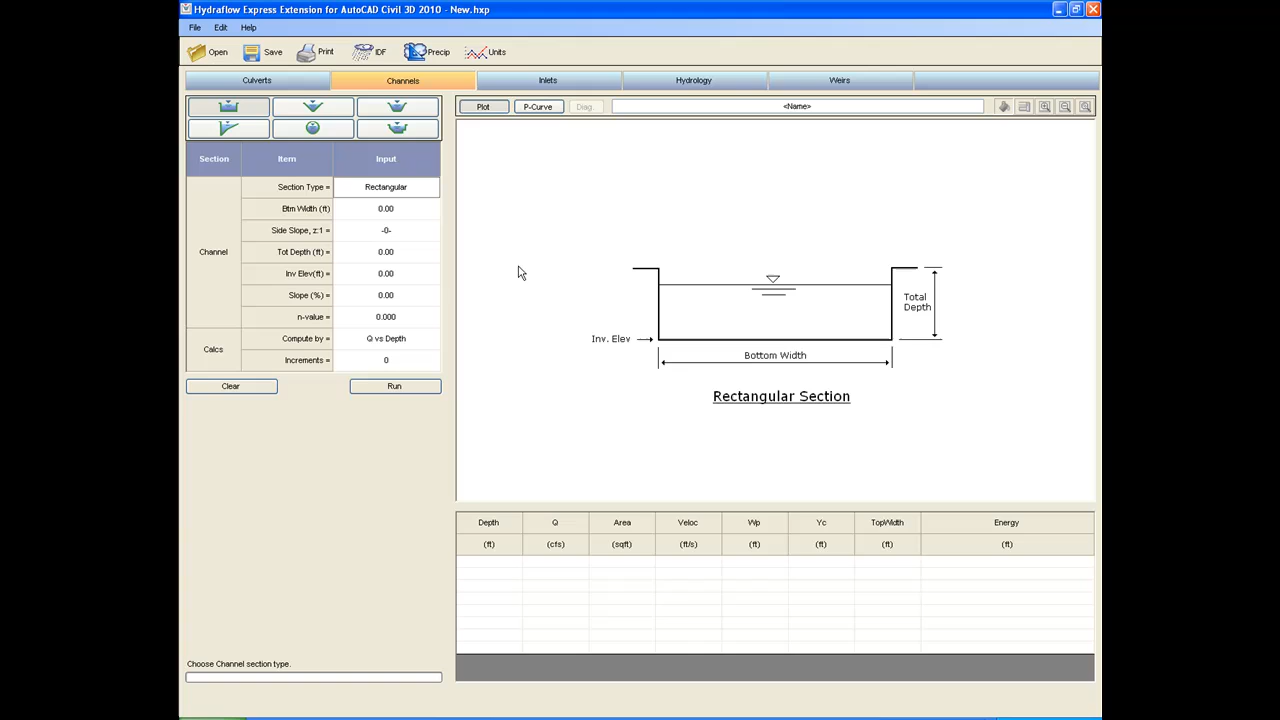 Hydraflow Express Extension for AutoCAD Civil 3D 2010 - New.hxp
File Edit Help
Open Save Print IDF Precip Units
Culverts Channels Inlets Hydrology Weirs
Plot P-Curve Diag. <Name>
Section Item Input
Section Type = Rectangular
Btm Width (ft) 0.00
Side Slope, z:1 = -0-
Channel Tot Depth (ft) = 0.00
Inv Elev(ft) = 0.00
Slope (%) = 0.00
n-value = 0.000
Calcs Compute by = Q vs Depth
Increments = 0
Clear Run
Total
Depth
Inv. Elev
Bottom Width
Rectangular Section
Depth Q Area Veloc Wp Yc TopWidth Energy
(ft) (cfs) (sqft) (ft/s) (ft) (ft) (ft) (ft)
Choose Channel section type.